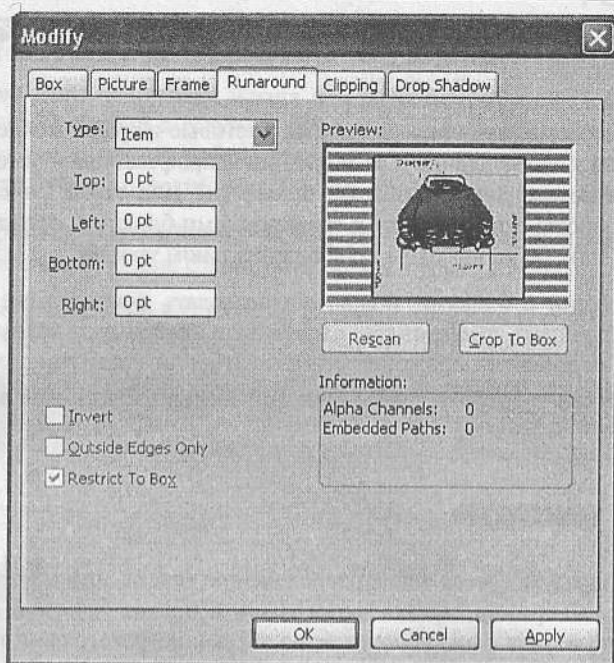 Modify
Box Picture Frame Runaround Clipping Drop Shadow
Type: Item
Top: 0 pt
Left: 0 pt
Bottom: 0 pt
Right: 0 pt
Invert
Outside Edges Only
Restrict To Box
Preview:
Rescan Crop To Box
Information:
Alpha Channels: 0
Embedded Paths: 0
OK Cancel Apply